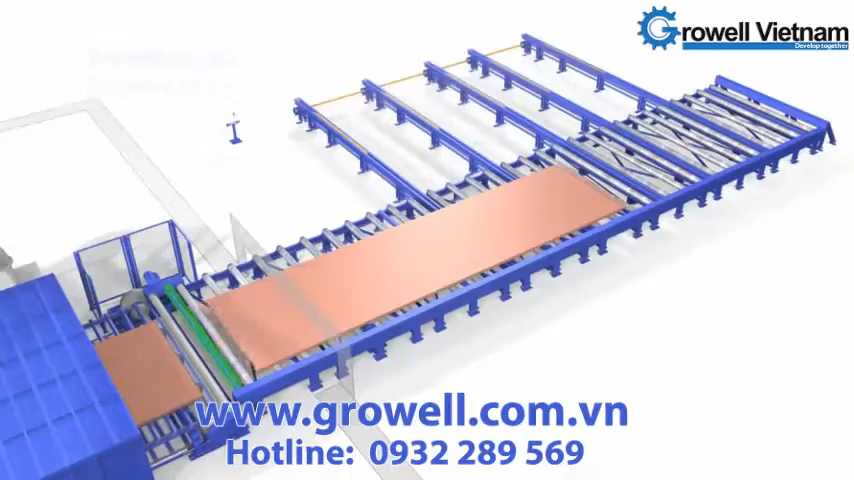 Growell Vietnam
Develop together
www.growell.com.vn
Hotline: 0932 289 569